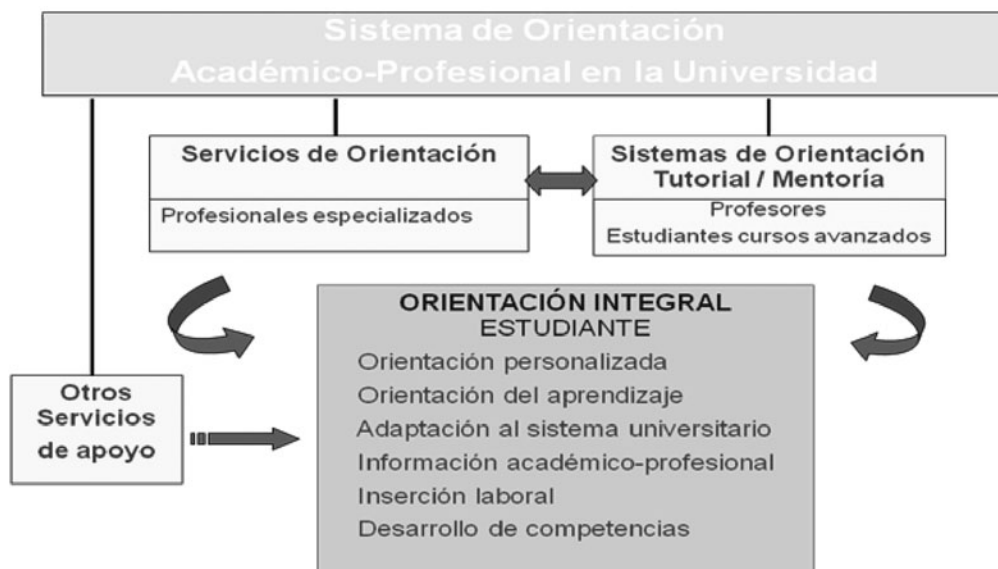 Sistema de Orientación
Académico-Profesional en la Universidad
Servicios de Orientación
Profesionales especializados
Sistemas de Orientación
Tutorial / Mentoría
Profesores
Estudiantes cursos avanzados
ORIENTACIÓN INTEGRAL
ESTUDIANTE
Orientación personalizada
Orientación del aprendizaje
Adaptación al sistema universitario
Información académico-profesional
Inserción laboral
Desarrollo de competencias
Otros
Servicios
de apoyo